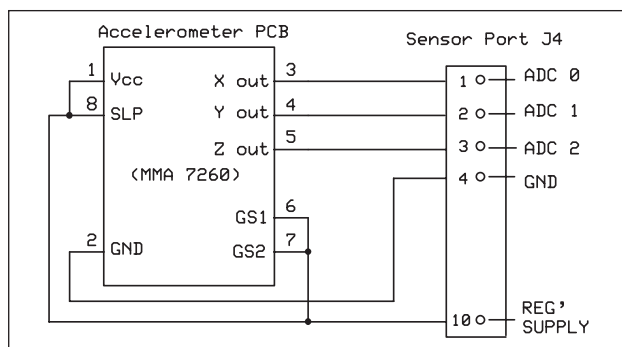 Accelerometer PCB
Sensor Port J4
1 Vcc
8 SLP
2 GND
X out 3
Y out 4
Z out 5
(MMA 7260)
GS1 6
GS2 7
1 ADC 0
2 ADC 1
3 ADC 2
4 GND
10 REG'
SUPPLY